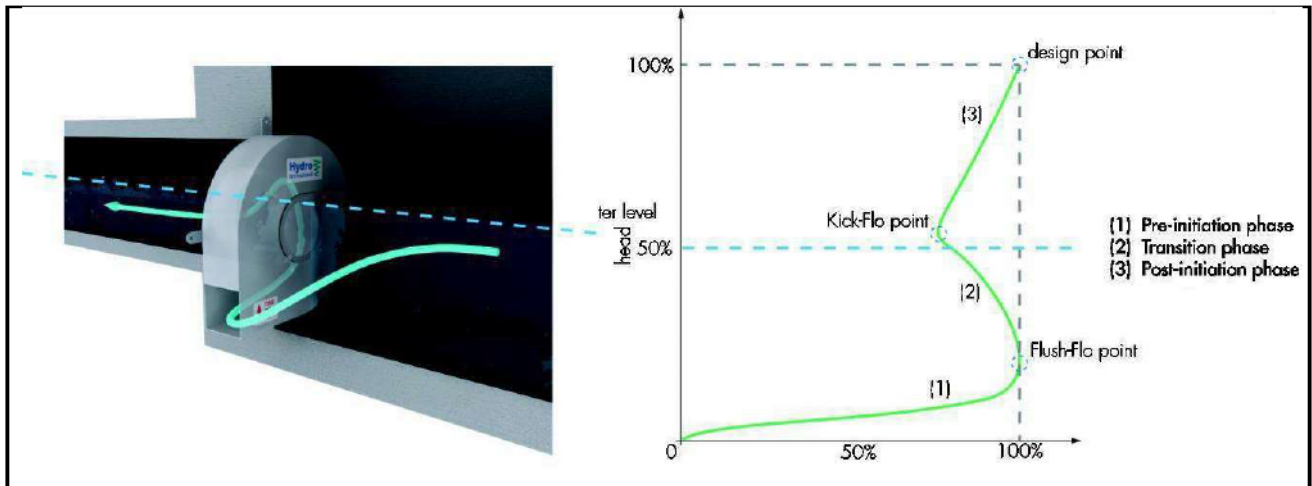 Hydro
ter level
design point
100%
(3)
Kick-Flo point
head
50%
(2)
Flush-Flo point
(1)
0
50%
100%
(1) Pre-initiation phase
(2) Transition phase
(3) Post-initiation phase